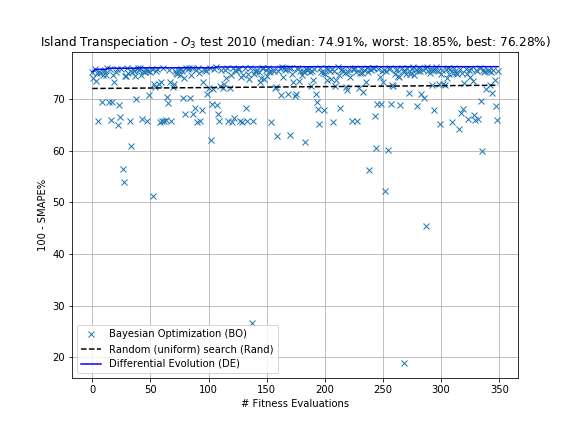 Island Transpeciation - O3 test 2010 (median: 74.91%, worst: 18.85%, best: 76.28%)
100 - SMAPE%
70
60
50
40
30
20
Bayesian Optimization (BO)
Random (uniform) search (Rand)
Differential Evolution (DE)
0 50 100 150 200 250 300 350
# Fitness Evaluations